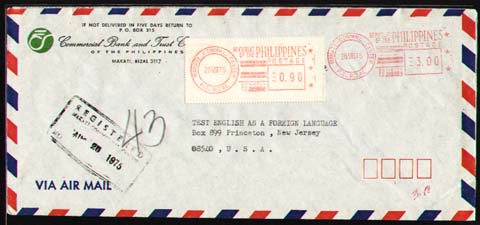 IF NOT DELIVERED IN FIVE DAYS RETURN TO
P.O. BOX 315
Commercial Bank and Trust C
OF THE PHILIPPINES
MAKATI, RIZAL 3117
REPUBLIC OF THE PHILIPPINES
POSTAGE
0.90
REPUBLIC OF THE PHILIPPINES
POSTAGE
3.00
REGISTERED
43
28 1975
TEST ENGLISH AS A FOREIGN LANGUAGE
Box 899 Princeton , New Jersey
08540 , U. S. A.
VIA AIR MAIL